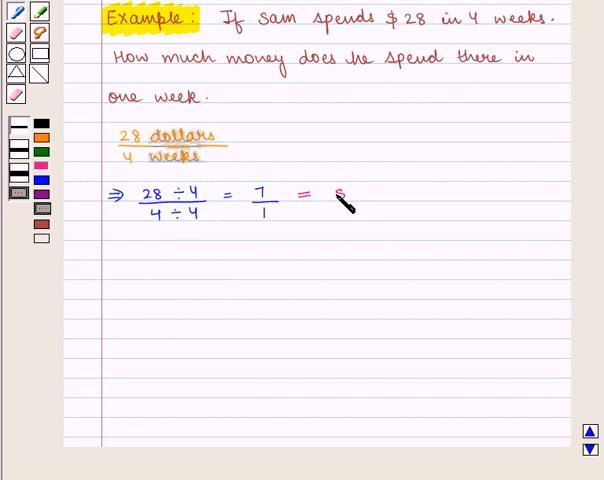 Example: If Sam spends $ 28 in 4 weeks.
How much money does he spend there in
one week.
28 dollars
4 weeks
⇒ 28 ÷ 4 = 7 =
4 ÷ 4 1